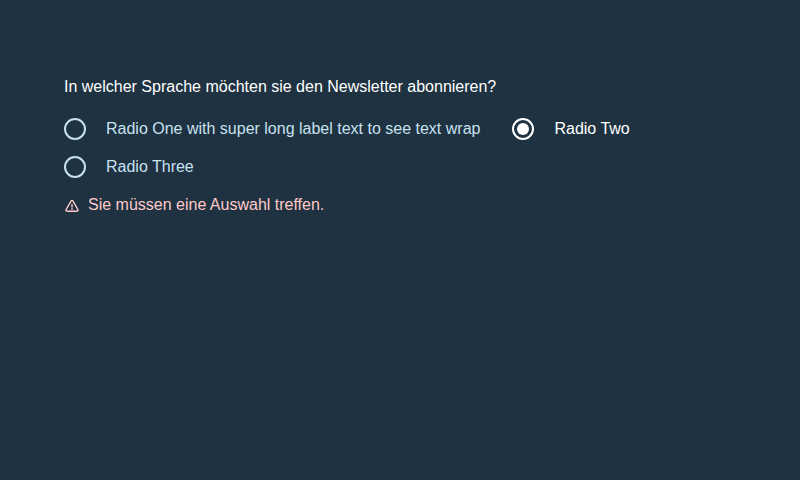 In welcher Sprache möchten sie den Newsletter abonnieren?
Radio One with super long label text to see text wrap
Radio Two
Radio Three
Sie müssen eine Auswahl treffen.